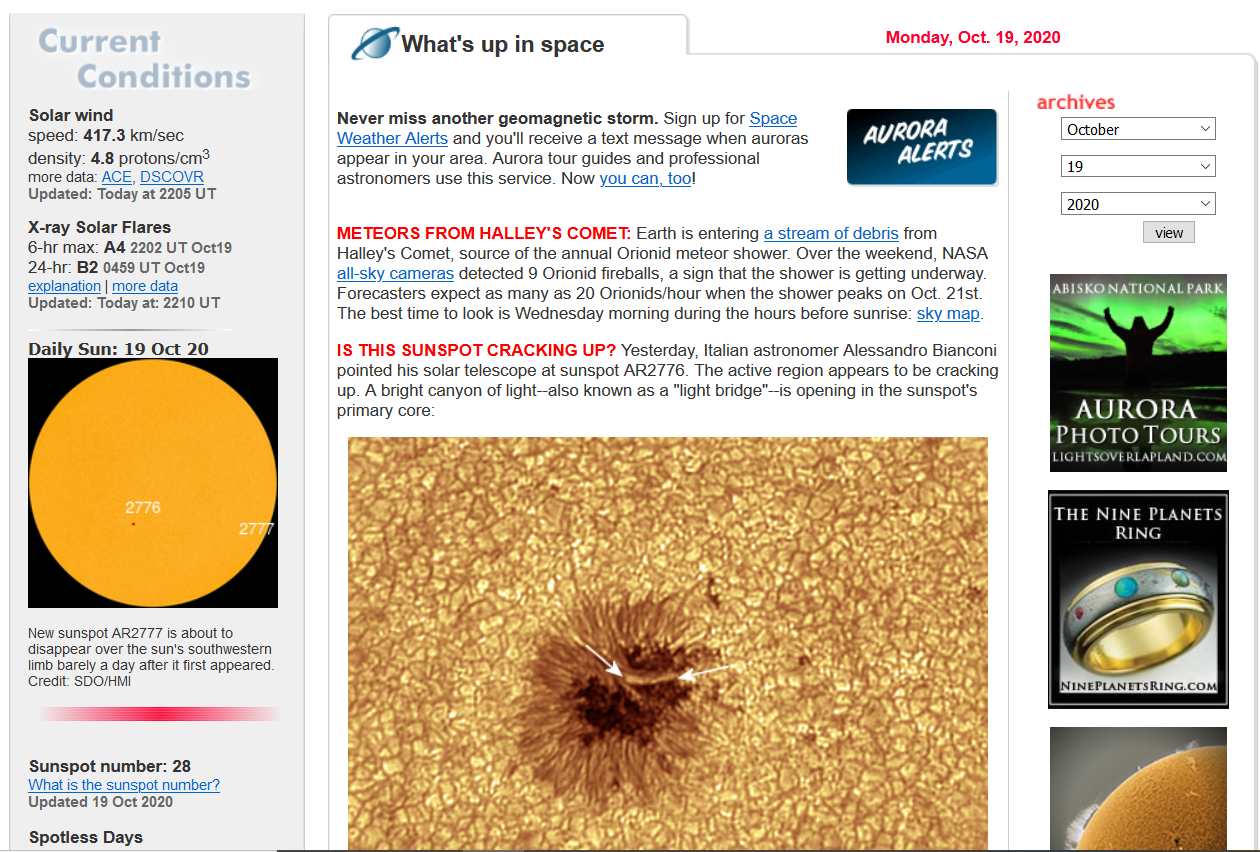 Current
Conditions
Solar wind
speed: 417.3 km/sec
density: 4.8 protons/cm3
more data: ACE, DSCOVR
Updated: Today at 2205 UT
X-ray Solar Flares
6-hr max: A4 2202 UT Oct19
24-hr: B2 0459 UT Oct19
explanation | more data
Updated: Today at: 2210 UT
Daily Sun: 19 Oct 20
2776
2777
New sunspot AR2777 is about to
disappear over the sun's southwestern
limb barely a day after it first appeared.
Credit: SDO/HMI
Sunspot number: 28
What is the sunspot number?
Updated 19 Oct 2020
Spotless Days
What's up in space
Monday, Oct. 19, 2020
Never miss another geomagnetic storm. Sign up for Space
Weather Alerts and you'll receive a text message when auroras
appear in your area. Aurora tour guides and professional
astronomers use this service. Now you can, too!
AURORA
ALERTS
METEORS FROM HALLEY'S COMET: Earth is entering a stream of debris from
Halley's Comet, source of the annual Orionid meteor shower. Over the weekend, NASA
all-sky cameras detected 9 Orionid fireballs, a sign that the shower is getting underway.
Forecasters expect as many as 20 Orionids/hour when the shower peaks on Oct. 21st.
The best time to look is Wednesday morning during the hours before sunrise: sky map.
IS THIS SUNSPOT CRACKING UP? Yesterday, Italian astronomer Alessandro Bianconi
pointed his solar telescope at sunspot AR2776. The active region appears to be cracking
up. A bright canyon of light--also known as a "light bridge"--is opening in the sunspot's
primary core:
archives
October
19
2020
view
ABISKO NATIONAL PARK
AURORA
PHOTO TOURS
LIGHTSOVERLAPLAND.COM
THE NINE PLANETS
RING
NINEPLANETSRING.COM